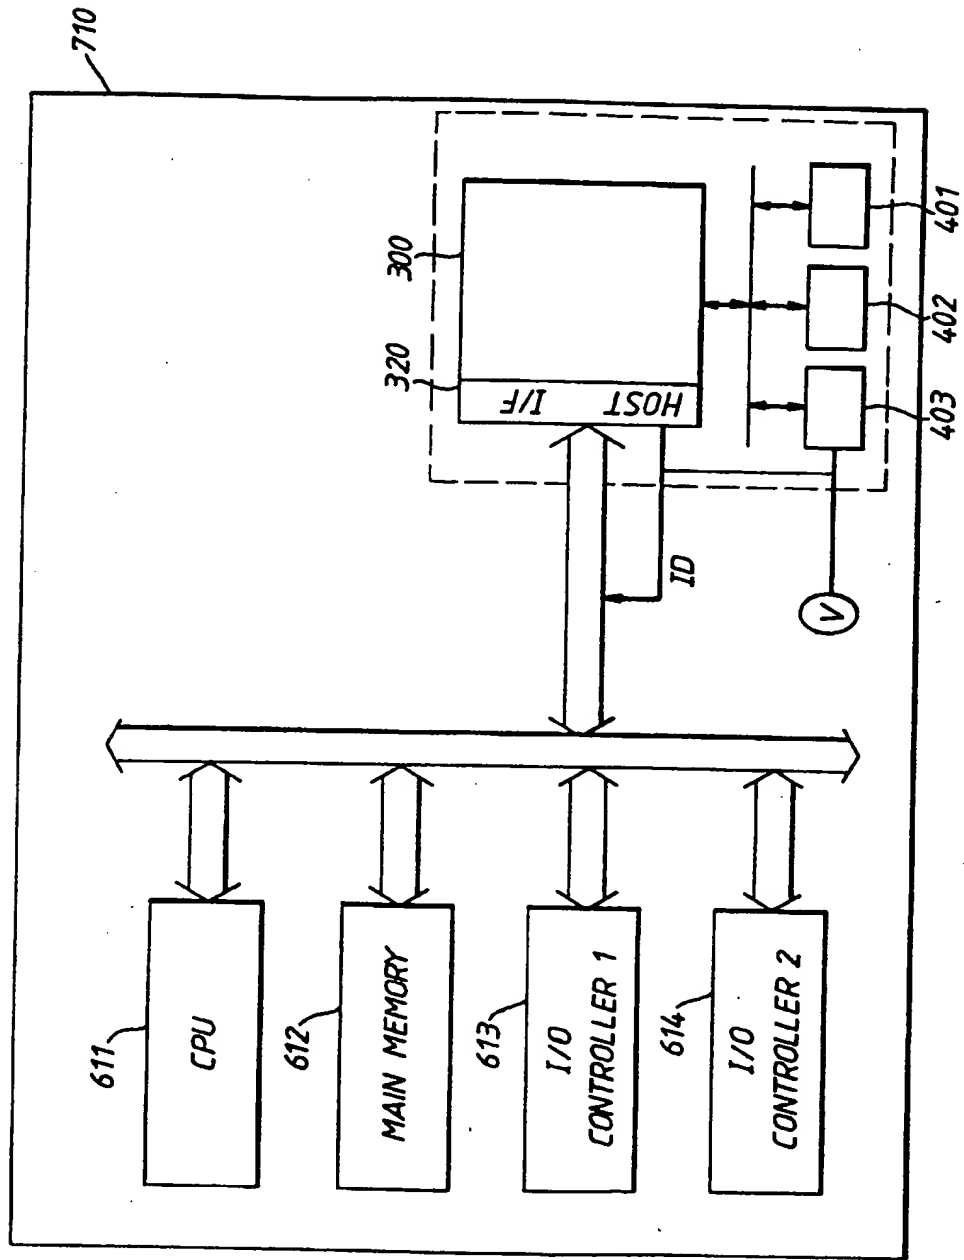 710
611
CPU
612
MAIN MEMORY
613
I/O
CONTROLLER 1
614
I/O
CONTROLLER 2
320
300
HOST I/F
ID
V
403
402
401